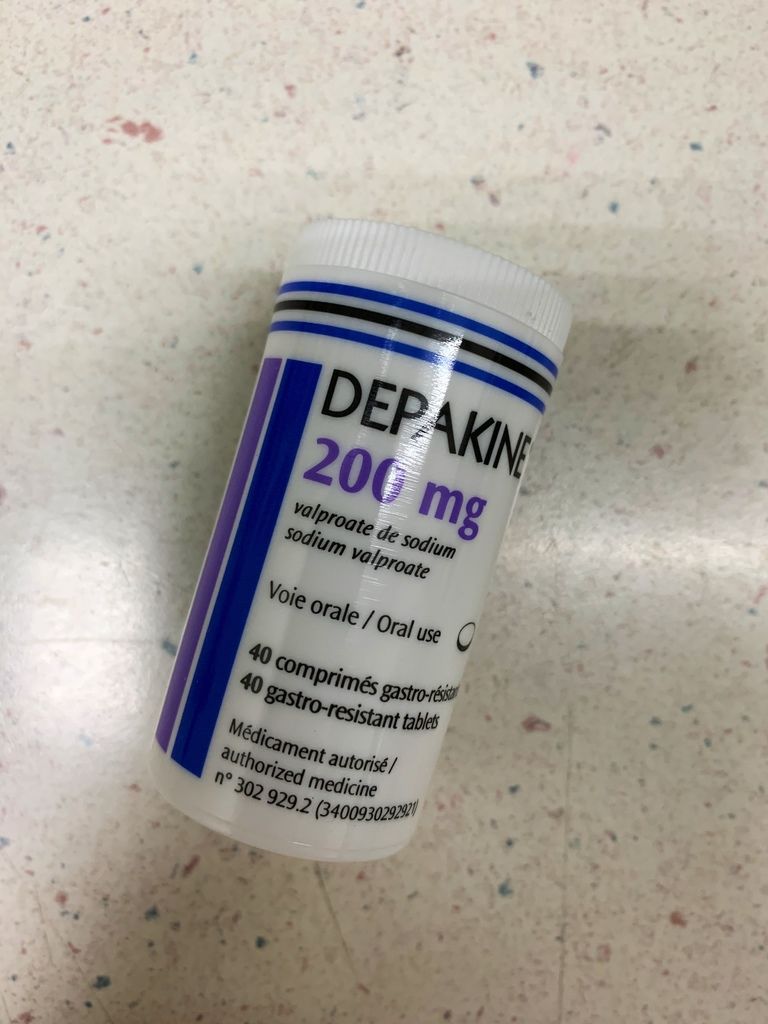 DEPAKINE
200 mg
valproate de sodium
sodium valproate
Voie orale / Oral use
40 comprimés gastro-résistan
40 gastro-resistant tablets
Médicament autorisé /
authorized medicine
n° 302 929.2 (3400930292921)